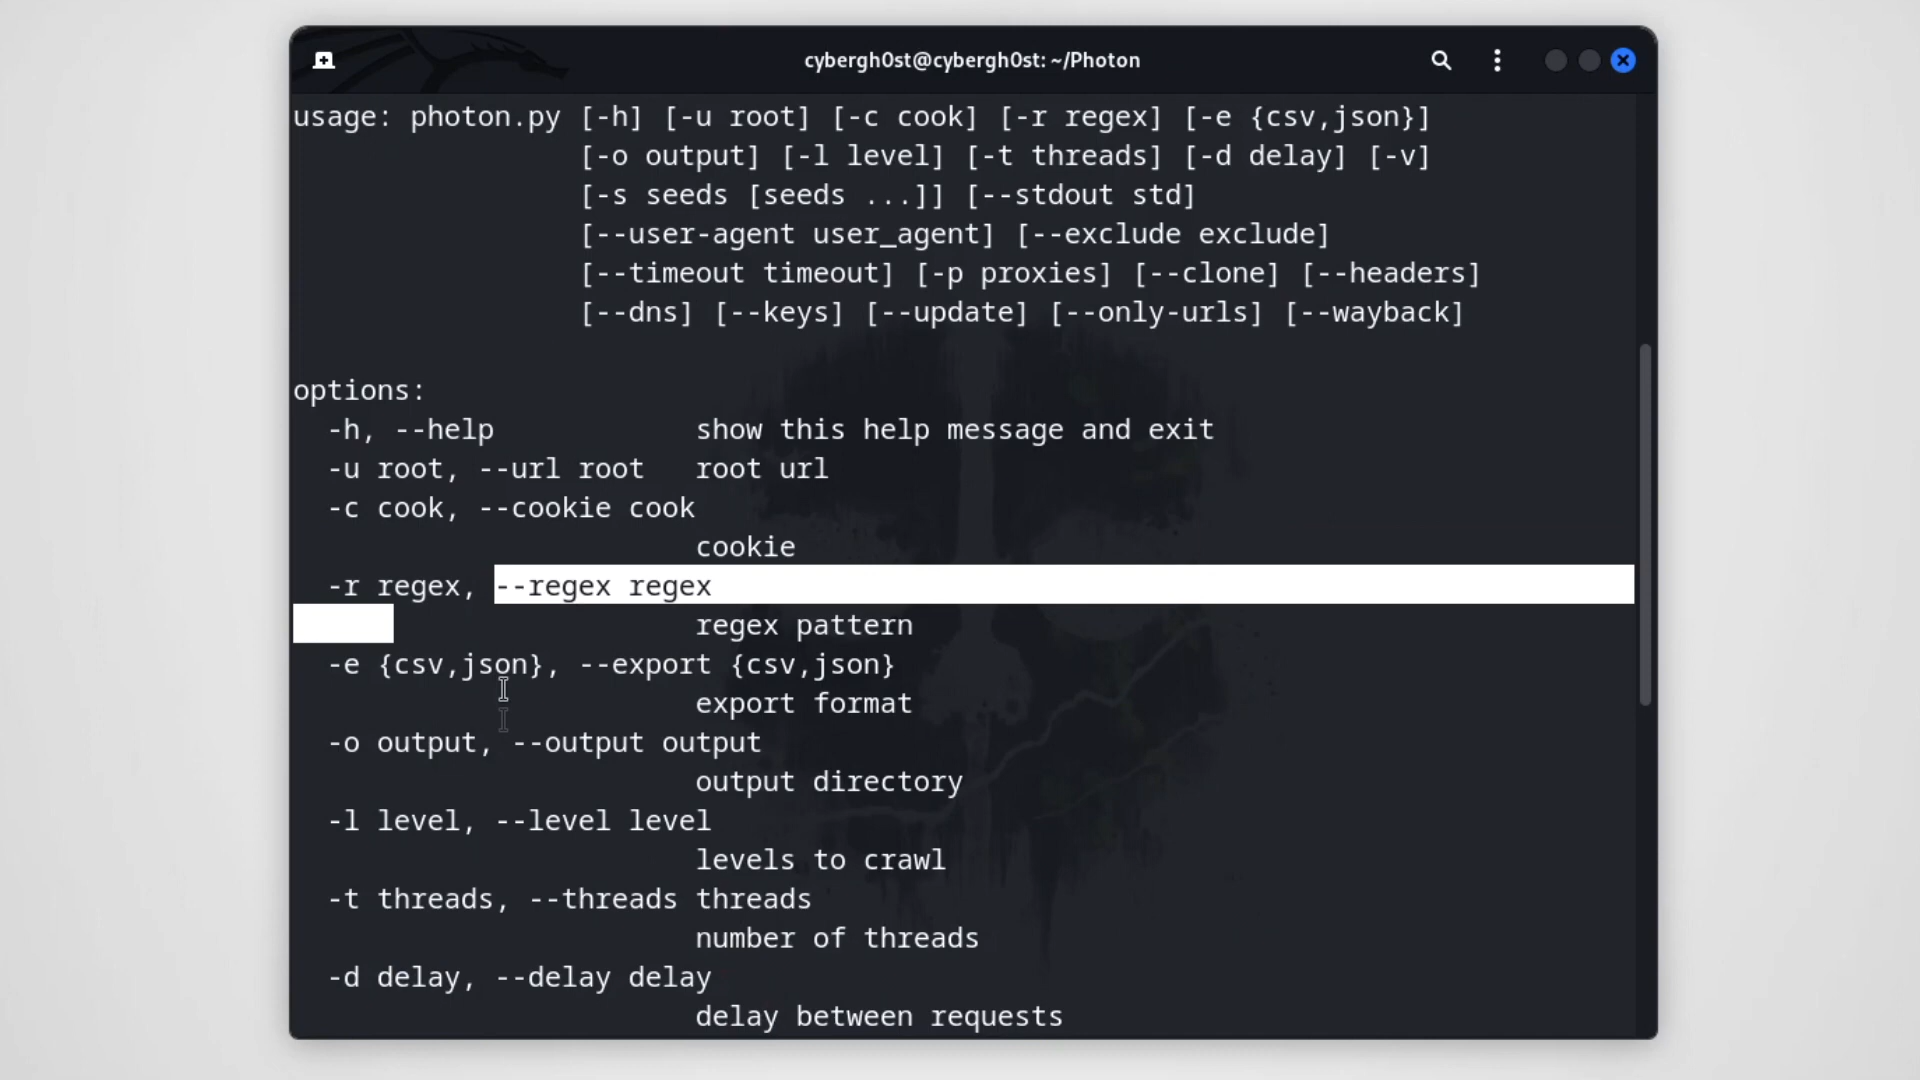 cybergh0st@cybergh0st: ~/Photon
usage: photon.py [-h] [-u root] [-c cook] [-r regex] [-e {csv,json}]
[-o output] [-l level] [-t threads] [-d delay] [-v]
[-s seeds [seeds ...]] [--stdout std]
[--user-agent user_agent] [--exclude exclude]
[--timeout timeout] [-p proxies] [--clone] [--headers]
[--dns] [--keys] [--update] [--only-urls] [--wayback]
options:
-h, --help show this help message and exit
-u root, --url root root url
-c cook, --cookie cook
cookie
-r regex, --regex regex
regex pattern
-e {csv,json}, --export {csv,json}
export format
-o output, --output output
output directory
-l level, --level level
levels to crawl
-t threads, --threads threads
number of threads
-d delay, --delay delay
delay between requests